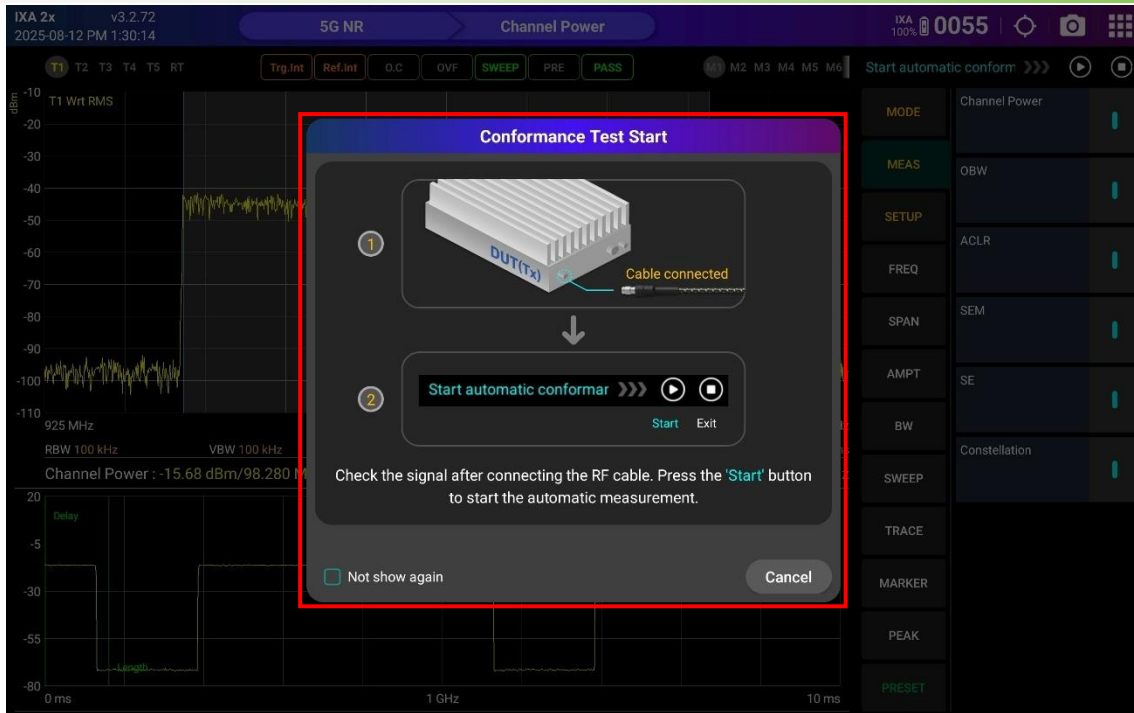 IXA 2x v3.2.72
2025-08-12 PM 1:30:14
5G NR
Channel Power
IXA
100%
0055
T1 T2 T3 T4 T5 RT
Trg.Int Ref.Int O.C OVF SWEEP PRE PASS
M1 M2 M3 M4 M5 M6
Start automatic conform
dBm
-10
T1 Wrt RMS
-20
-30
-40
-50
-60
-70
-80
-90
-100
-110
925 MHz
RBW 100 kHz
VBW 100 kHz
Channel Power : -15.68 dBm/98.280 M
20
Delay
-5
-30
-55
Length
-80
0 ms
1 GHz
10 ms
Conformance Test Start
1
DUT(Tx)
Cable connected
2
Start automatic conformar
Start Exit
Check the signal after connecting the RF cable. Press the 'Start' button
to start the automatic measurement.
Not show again
Cancel
MODE
MEAS
SETUP
FREQ
SPAN
AMPT
BW
SWEEP
TRACE
MARKER
PEAK
PRESET
Channel Power
OBW
ACLR
SEM
SE
Constellation